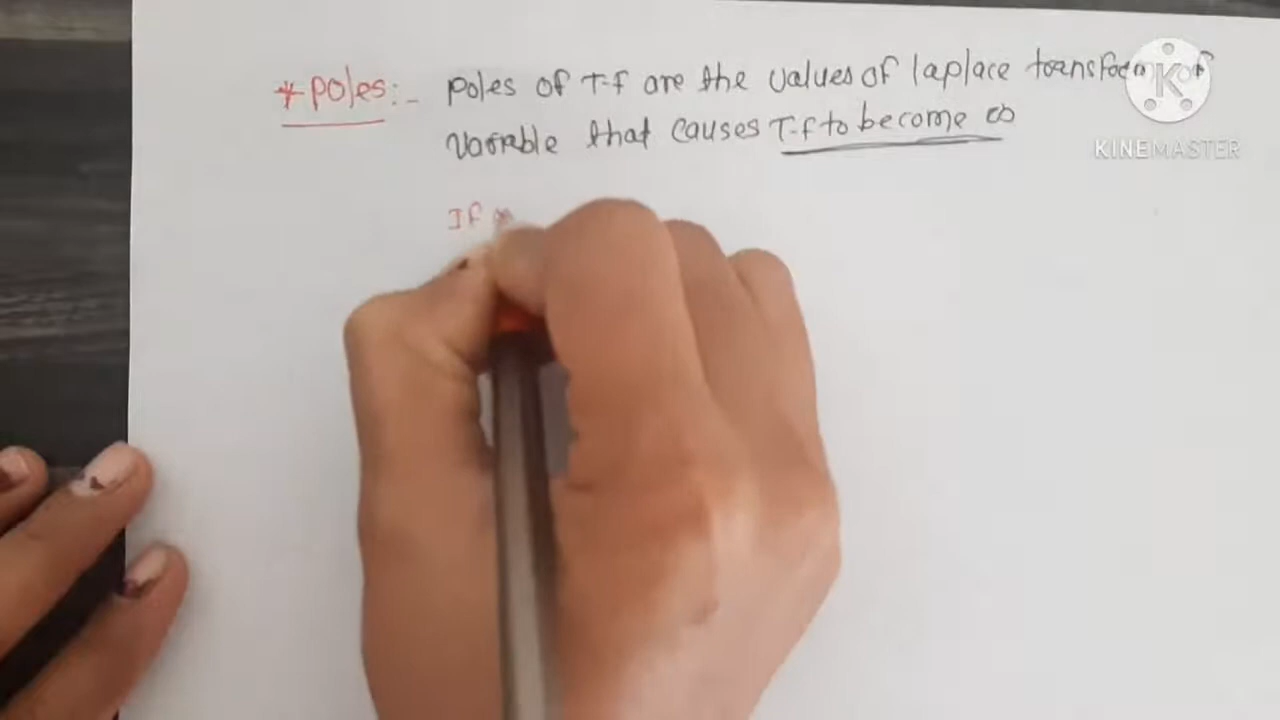 * Poles:- Poles of T.f are the values of laplace transform of
Variable that causes T.f to become ∞
If
K
KINEMASTER